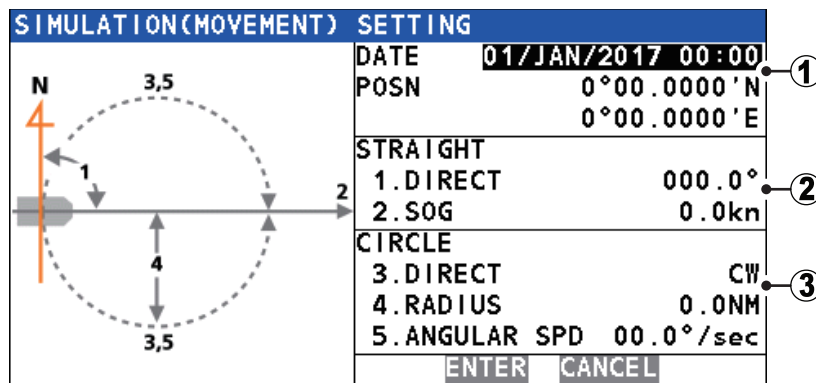 SIMULATION(MOVEMENT) SETTING
N
3,5
1
2
4
3,5
DATE 01/JAN/2017 00:00
POSN 0°00.0000'N
0°00.0000'E
1
STRAIGHT
1.DIRECT 000.0°
2.SOG 0.0kn
2
CIRCLE
3.DIRECT CW
4.RADIUS 0.0NM
5.ANGULAR SPD 00.0°/sec
3
ENTER CANCEL